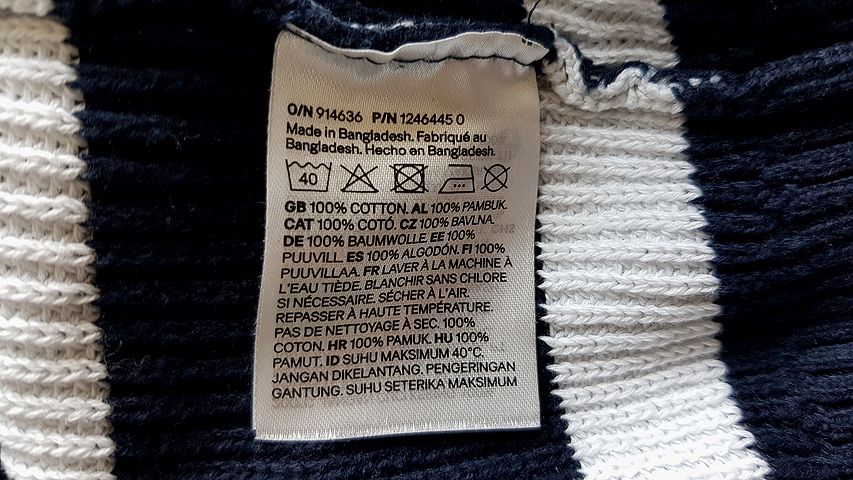 O/N 914636 P/N 1246445 0
Made in Bangladesh. Fabriqué au
Bangladesh. Hecho en Bangladesh.
40
GB 100% COTTON. AL 100% PAMBUK.
CAT 100% COTÓ. CZ 100% BAVLNA.
DE 100% BAUMWOLLE. EE 100%
PUUVILL. ES 100% ALGODÓN. FI 100%
PUUVILLAA. FR LAVER À LA MACHINE À
L'EAU TIÈDE. BLANCHIR SANS CHLORE
SI NÉCESSAIRE. SÉCHER À L'AIR.
REPASSER À HAUTE TEMPÉRATURE.
PAS DE NETTOYAGE À SEC. 100%
COTON. HR 100% PAMUK. HU 100%
PAMUT. ID SUHU MAKSIMUM 40°C.
JANGAN DIKELANTANG. PENGERINGAN
GANTUNG. SUHU SETERIKA MAKSIMUM